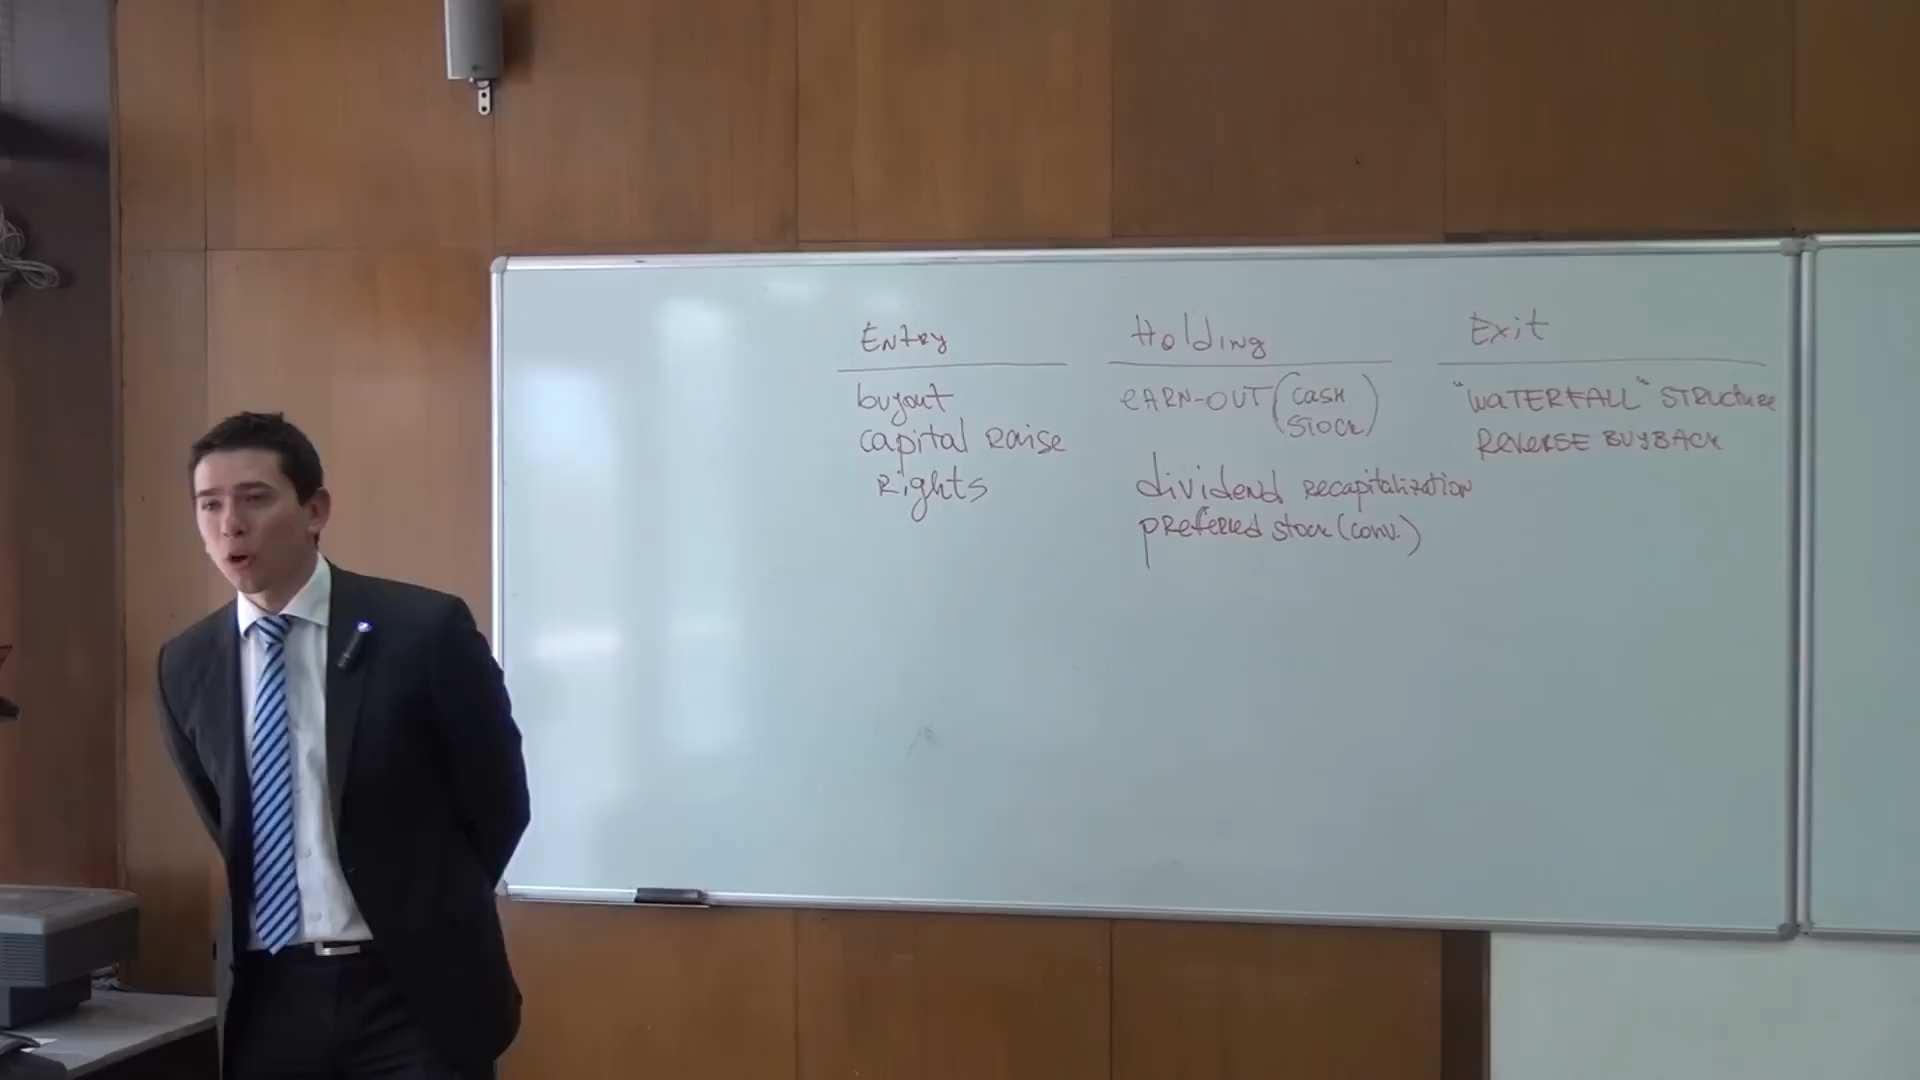 Entry
buyout
capital raise
rights
Holding
EARN-OUT (cash
stock)
dividend recapitalization
preferred stock (conv.)
Exit
"WATERFALL" STRUCTURE
REVERSE BUYBACK